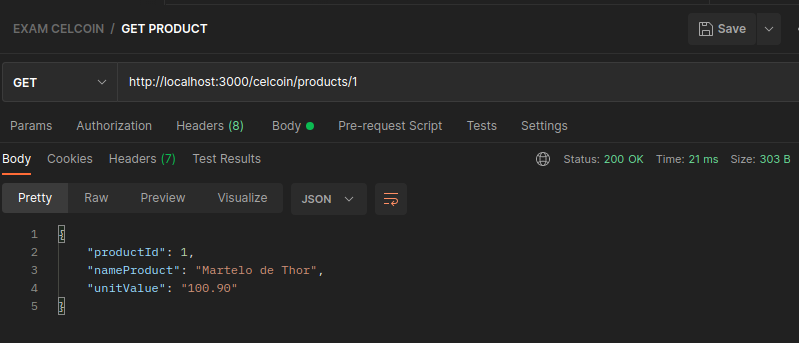 EXAM CELCOIN / GET PRODUCT
Save
GET http://localhost:3000/celcoin/products/1
Params Authorization Headers (8) Body Pre-request Script Tests Settings
Body Cookies Headers (7) Test Results Status: 200 OK Time: 21 ms Size: 303 B
Pretty Raw Preview Visualize JSON
1 {
2 "productId": 1,
3 "nameProduct": "Martelo de Thor",
4 "unitValue": "100.90"
5 }